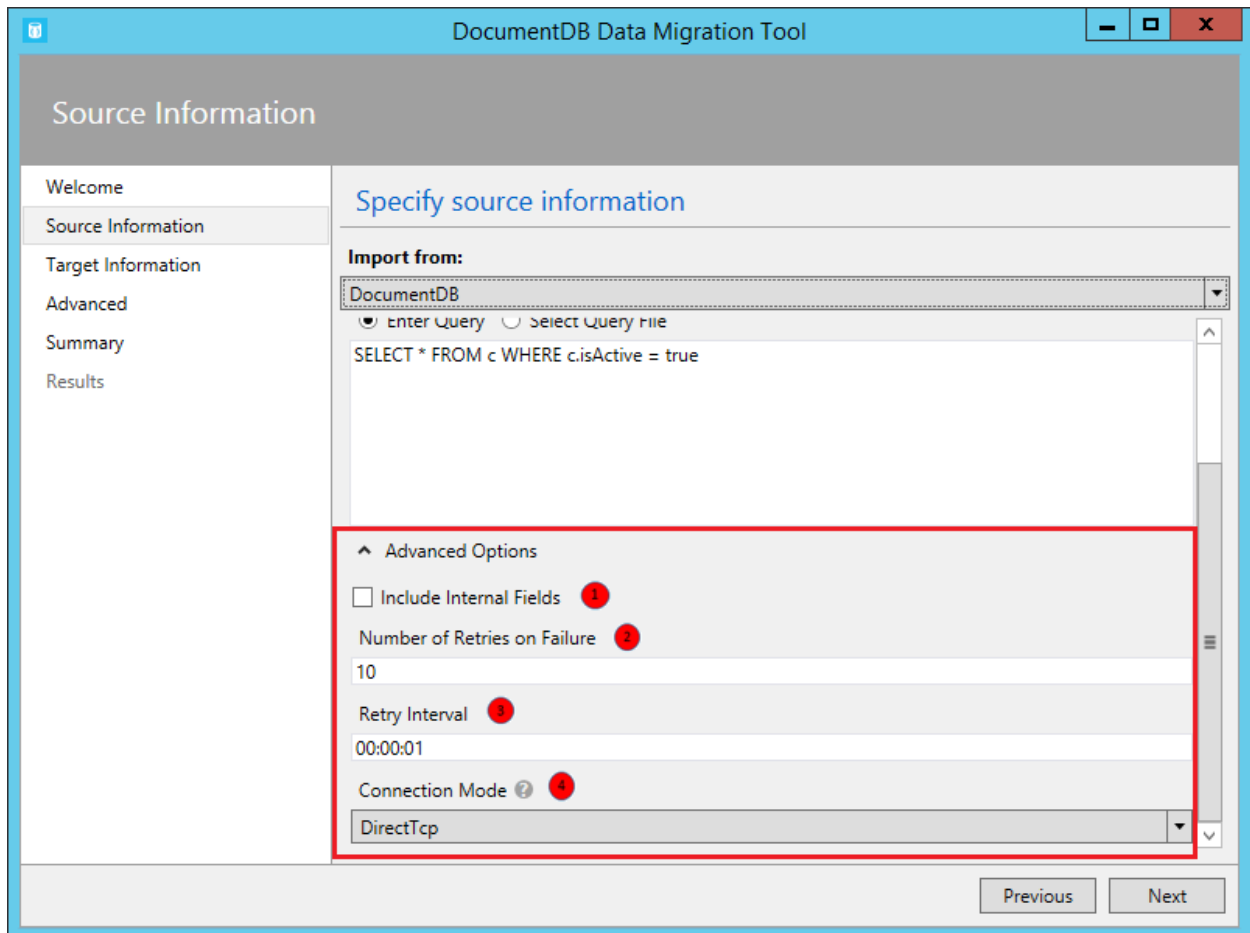 DocumentDB Data Migration Tool
Source Information
Welcome
Source Information
Target Information
Advanced
Summary
Results
Specify source information
Import from:
DocumentDB
Enter Query Select Query File
SELECT * FROM c WHERE c.isActive = true
Advanced Options
Include Internal Fields 1
Number of Retries on Failure 2
10
Retry Interval 3
00:00:01
Connection Mode ? 4
DirectTcp
Previous Next